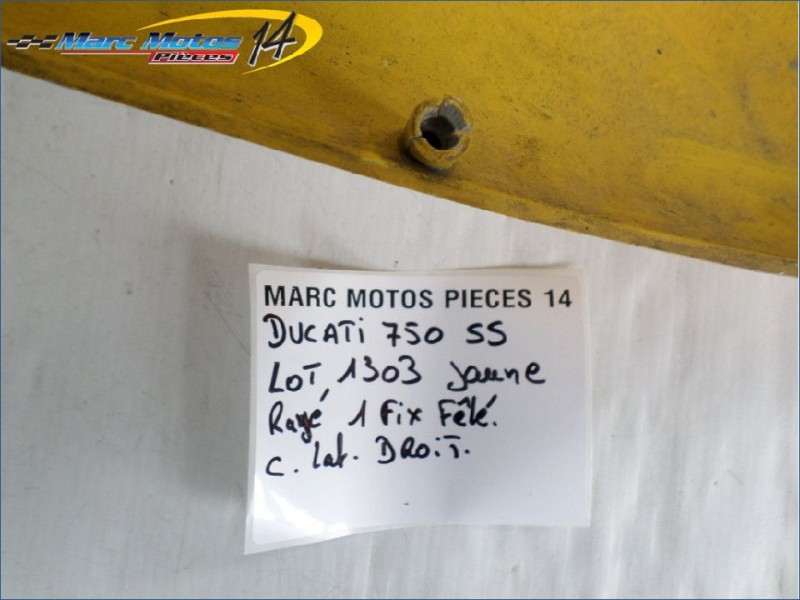 Marc Motos 14
Pièces
MARC MOTOS PIECES 14
DUCATi 750 SS
LOT 1303 jaune
Rayé 1 Fix Fêlé.
C. Lat. DROiT.